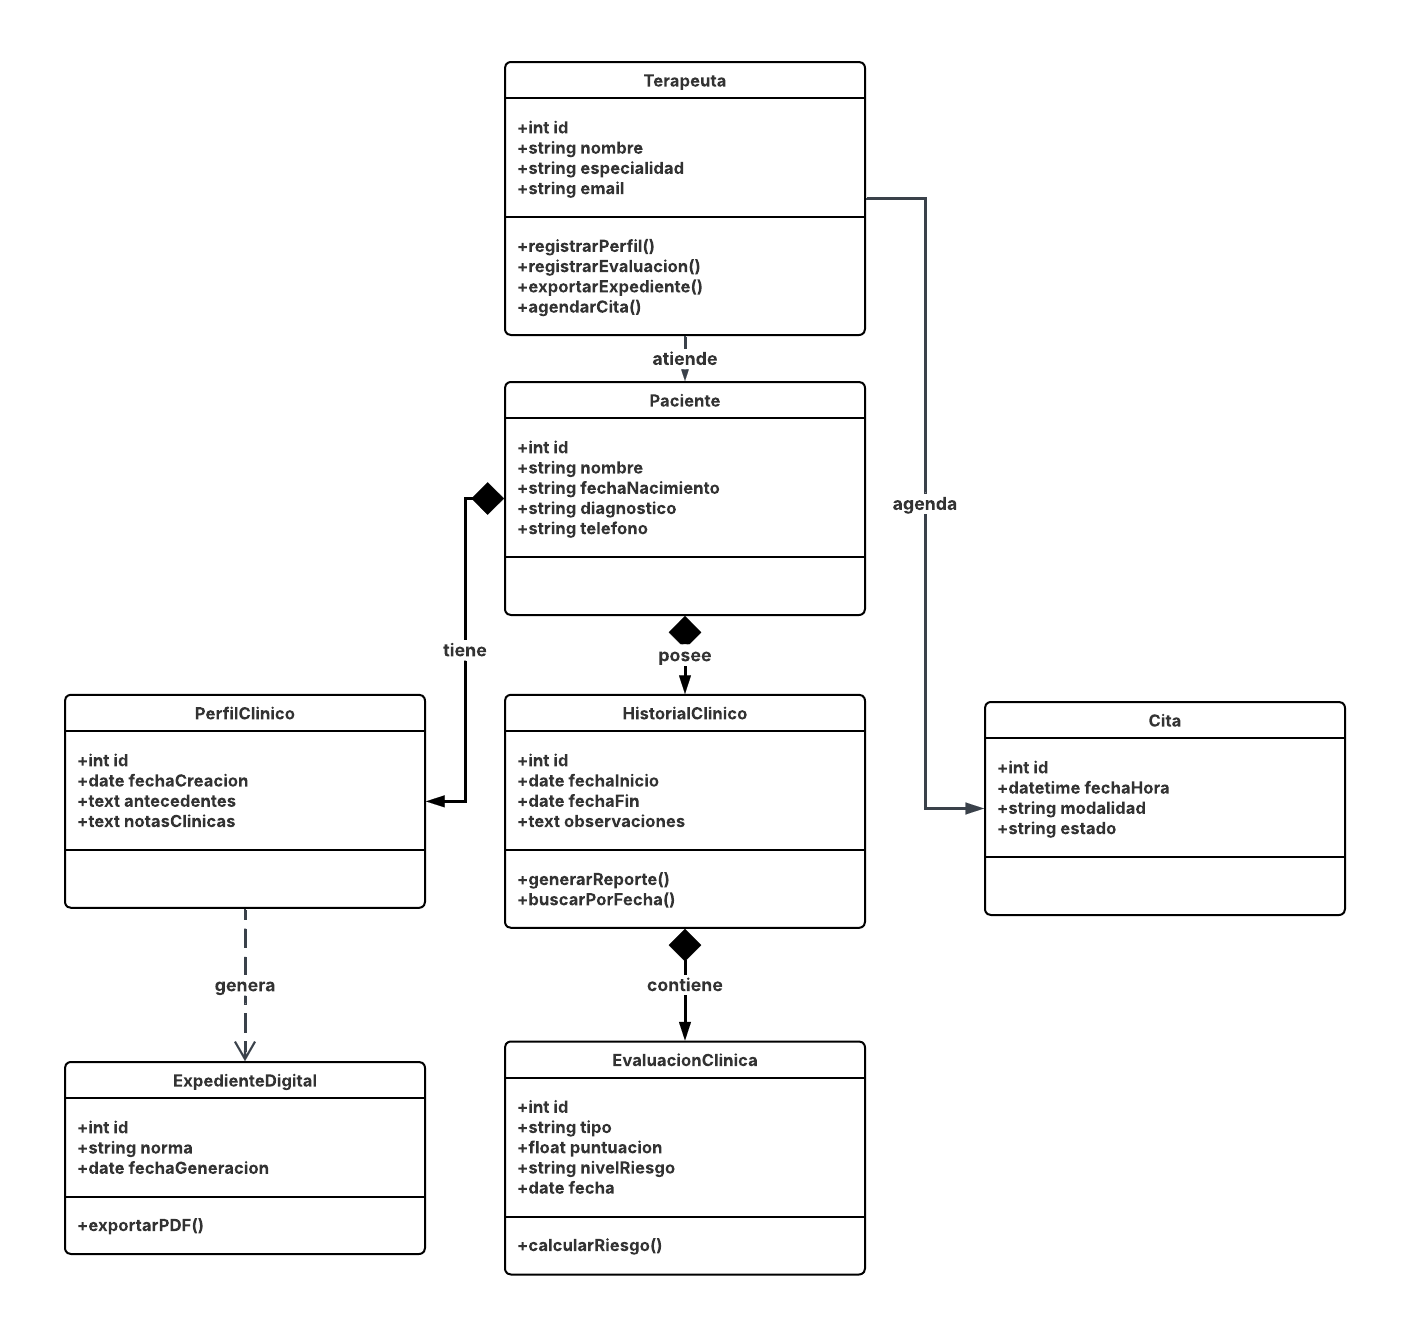 Terapeuta
+int id
+string nombre
+string especialidad
+string email
+registrarPerfil()
+registrarEvaluacion()
+exportarExpediente()
+agendarCita()
atiende
Paciente
+int id
+string nombre
+string fechaNacimiento
+string diagnostico
+string telefono
agenda
tiene
posee
PerfilClinico
+int id
+date fechaCreacion
+text antecedentes
+text notasClinicas
HistorialClinico
+int id
+date fechaInicio
+date fechaFin
+text observaciones
+generarReporte()
+buscarPorFecha()
Cita
+int id
+datetime fechaHora
+string modalidad
+string estado
genera
contiene
ExpedienteDigital
+int id
+string norma
+date fechaGeneracion
+exportarPDF()
EvaluacionClinica
+int id
+string tipo
+float puntuacion
+string nivelRiesgo
+date fecha
+calcularRiesgo()